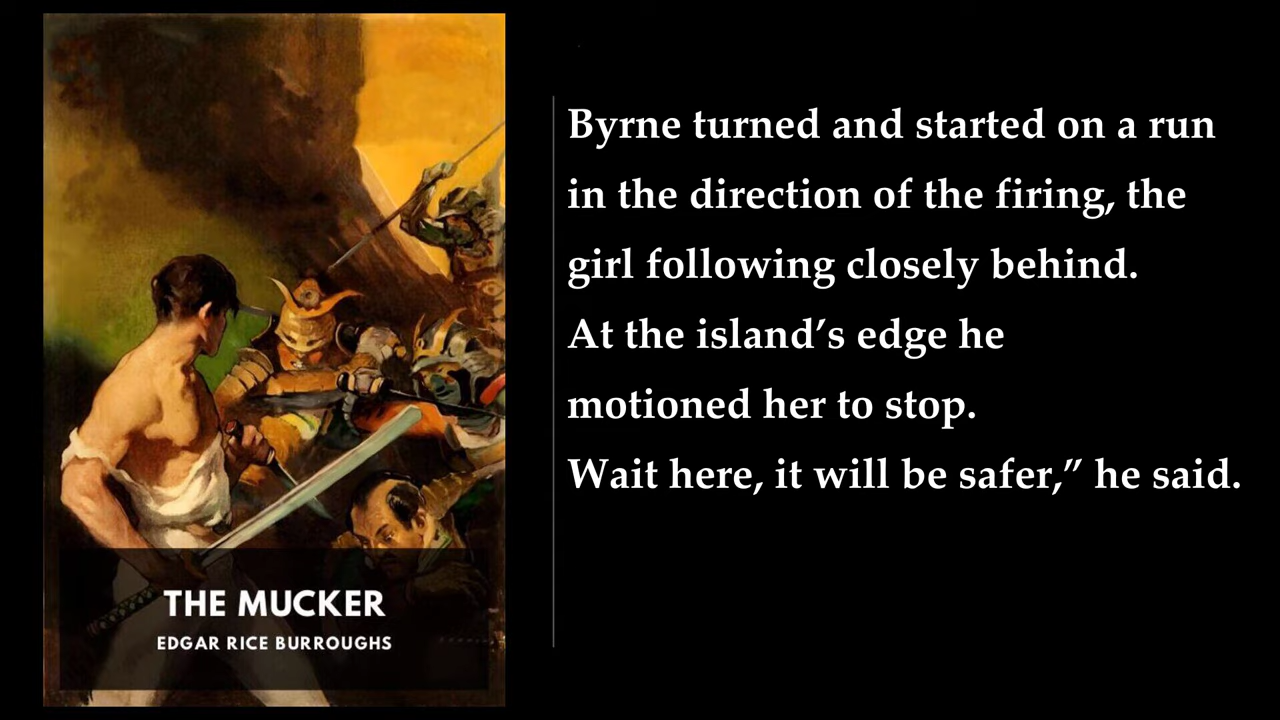 THE MUCKER
EDGAR RICE BURROUGHS
Byrne turned and started on a run
in the direction of the firing, the
girl following closely behind.
At the island’s edge he
motioned her to stop.
Wait here, it will be safer,” he said.